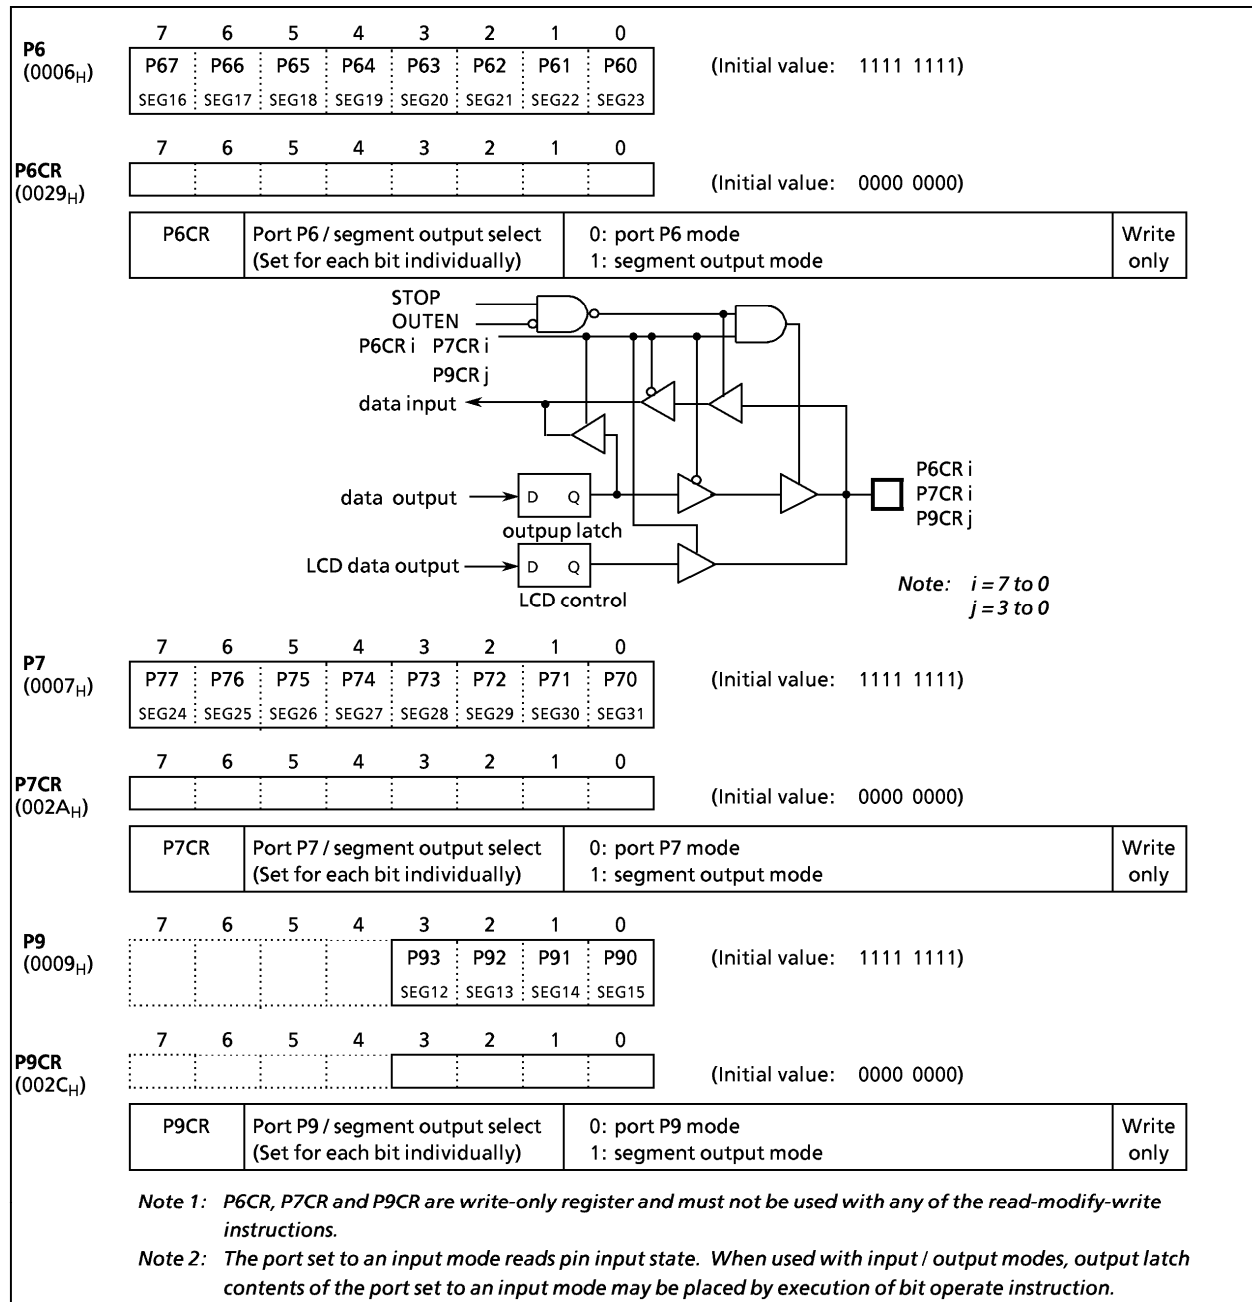 7 6 5 4 3 2 1 0
P6
(0006H)
P67 P66 P65 P64 P63 P62 P61 P60
(Initial value: 1111 1111)
SEG16 SEG17 SEG18 SEG19 SEG20 SEG21 SEG22 SEG23
7 6 5 4 3 2 1 0
P6CR
(0029H)
(Initial value: 0000 0000)
P6CR Port P6 / segment output select 0: port P6 mode Write
(Set for each bit individually) 1: segment output mode only
STOP
OUTEN
P6CR i P7CR i
P9CR j
data input
P6CR i
P7CR i
P9CR j
data output D Q
outpup latch
LCD data output D Q
LCD control
Note: i = 7 to 0
j = 3 to 0
7 6 5 4 3 2 1 0
P7
(0007H)
P77 P76 P75 P74 P73 P72 P71 P70
(Initial value: 1111 1111)
SEG24 SEG25 SEG26 SEG27 SEG28 SEG29 SEG30 SEG31
7 6 5 4 3 2 1 0
P7CR
(002AH)
(Initial value: 0000 0000)
P7CR Port P7 / segment output select 0: port P7 mode Write
(Set for each bit individually) 1: segment output mode only
7 6 5 4 3 2 1 0
P9
(0009H)
P93 P92 P91 P90
(Initial value: 1111 1111)
SEG12 SEG13 SEG14 SEG15
7 6 5 4 3 2 1 0
P9CR
(002CH)
(Initial value: 0000 0000)
P9CR Port P9 / segment output select 0: port P9 mode Write
(Set for each bit individually) 1: segment output mode only
Note 1: P6CR, P7CR and P9CR are write-only register and must not be used with any of the read-modify-write
instructions.
Note 2: The port set to an input mode reads pin input state. When used with input / output modes, output latch
contents of the port set to an input mode may be placed by execution of bit operate instruction.